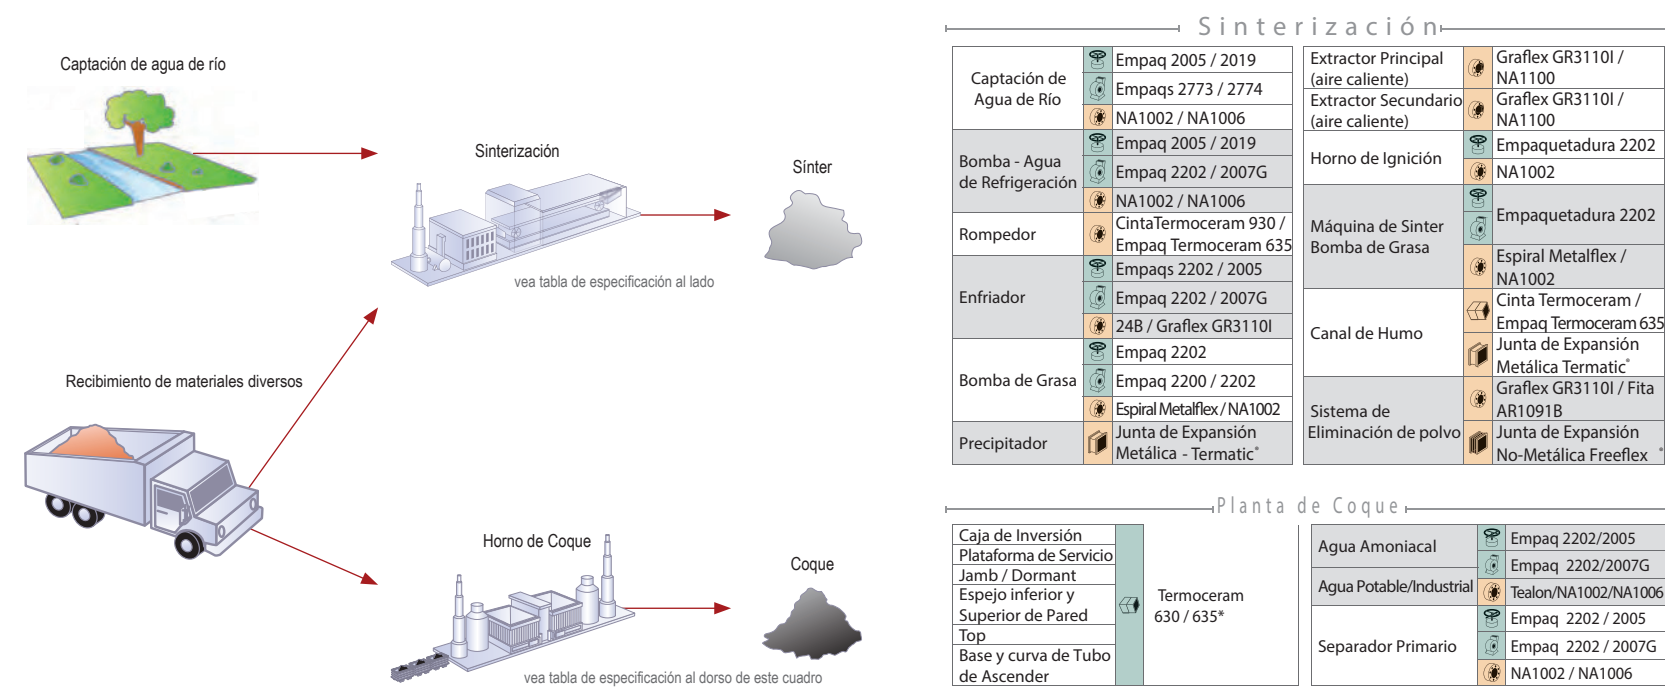 Captación de agua de río
Sinterización
Sínter
vea tabla de especificación al lado
Recibimiento de materiales diversos
Horno de Coque
Coque
vea tabla de especificación al dorso de este cuadro
Sinterización
Captación de
Agua de Río
Empaq 2005 / 2019
Empaqs 2773 / 2774
NA1002 / NA1006
Bomba - Agua
de Refrigeración
Empaq 2005 / 2019
Empaq 2202 / 2007G
NA1002 / NA1006
Rompedor
CintaTermoceram 930 /
Empaq Termoceram 635
Enfriador
Empaqs 2202 / 2005
Empaq 2202 / 2007G
24B / Graflex GR3110I
Bomba de Grasa
Empaq 2202
Empaq 2200 / 2202
Espiral Metalflex / NA1002
Precipitador
Junta de Expansión
Metálica - Termatic®
Extractor Principal
(aire caliente)
Graflex GR3110I /
NA1100
Extractor Secundario
(aire caliente)
Graflex GR3110I /
NA1100
Horno de Ignición
Empaquetadura 2202
NA1002
Máquina de Sinter
Bomba de Grasa
Empaquetadura 2202
Espiral Metalflex /
NA1002
Canal de Humo
Cinta Termoceram /
Empaq Termoceram 635
Junta de Expansión
Metálica Termatic®
Sistema de
Eliminación de polvo
Graflex GR3110I / Fita
AR1091B
Junta de Expansión
No-Metálica Freeflex ®
Planta de Coque
Caja de Inversión
Plataforma de Servicio
Jamb / Dormant
Espejo inferior y
Superior de Pared
Top
Base y curva de Tubo
de Ascender
Termoceram
630 / 635*
Agua Amoniacal
Agua Potable/Industrial
Empaq 2202/2005
Empaq 2202/2007G
Tealon/NA1002/NA1006
Separador Primario
Empaq 2202 / 2005
Empaq 2202 / 2007G
NA1002 / NA1006